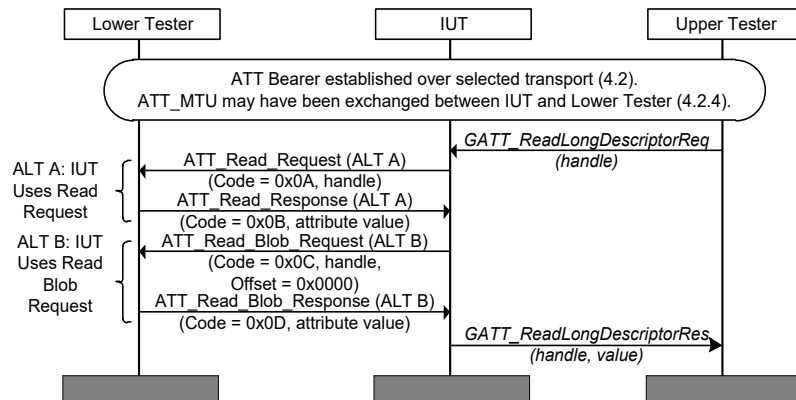 Lower Tester
IUT
Upper Tester
ATT Bearer established over selected transport (4.2).
ATT_MTU may have been exchanged between IUT and Lower Tester (4.2.4).
GATT_ReadLongDescriptorReq
(handle)
ALT A: IUT
Uses Read
Request
ATT_Read_Request (ALT A)
(Code = 0x0A, handle)
ATT_Read_Response (ALT A)
(Code = 0x0B, attribute value)
ALT B: IUT
Uses Read
Blob
Request
ATT_Read_Blob_Request (ALT B)
(Code = 0x0C, handle,
Offset = 0x0000)
ATT_Read_Blob_Response (ALT B)
(Code = 0x0D, attribute value)
GATT_ReadLongDescriptorRes
(handle, value)